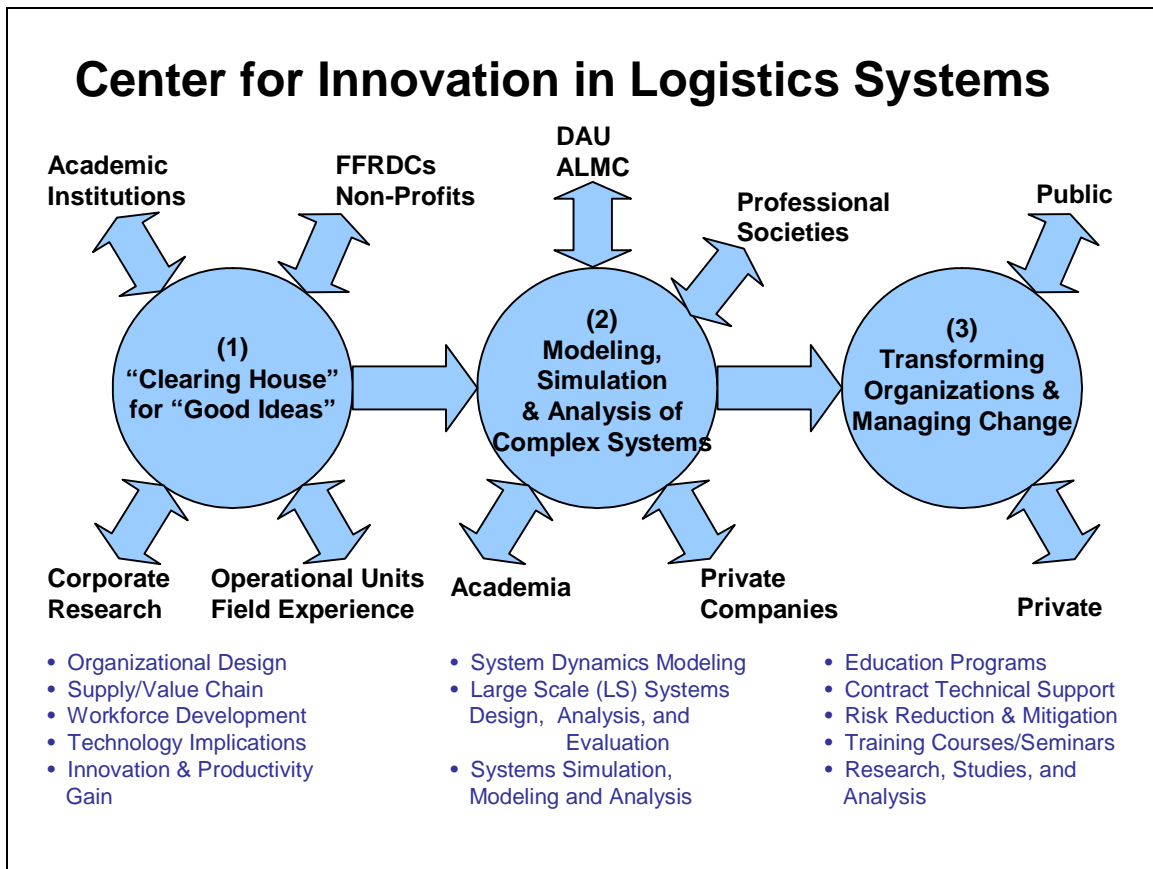 Center for Innovation in Logistics Systems
Academic
Institutions
FFRDCs
Non-Profits
DAU
ALMC
Professional
Societies
Public
(1)
“Clearing House”
for “Good Ideas”
(2)
Modeling,
Simulation
& Analysis of
Complex Systems
(3)
Transforming
Organizations &
Managing Change
Corporate
Research
Operational Units
Field Experience
Academia
Private
Companies
Private
• Organizational Design
• Supply/Value Chain
• Workforce Development
• Technology Implications
• Innovation & Productivity
Gain
• System Dynamics Modeling
• Large Scale (LS) Systems
Design, Analysis, and
Evaluation
• Systems Simulation,
Modeling and Analysis
• Education Programs
• Contract Technical Support
• Risk Reduction & Mitigation
• Training Courses/Seminars
• Research, Studies, and
Analysis